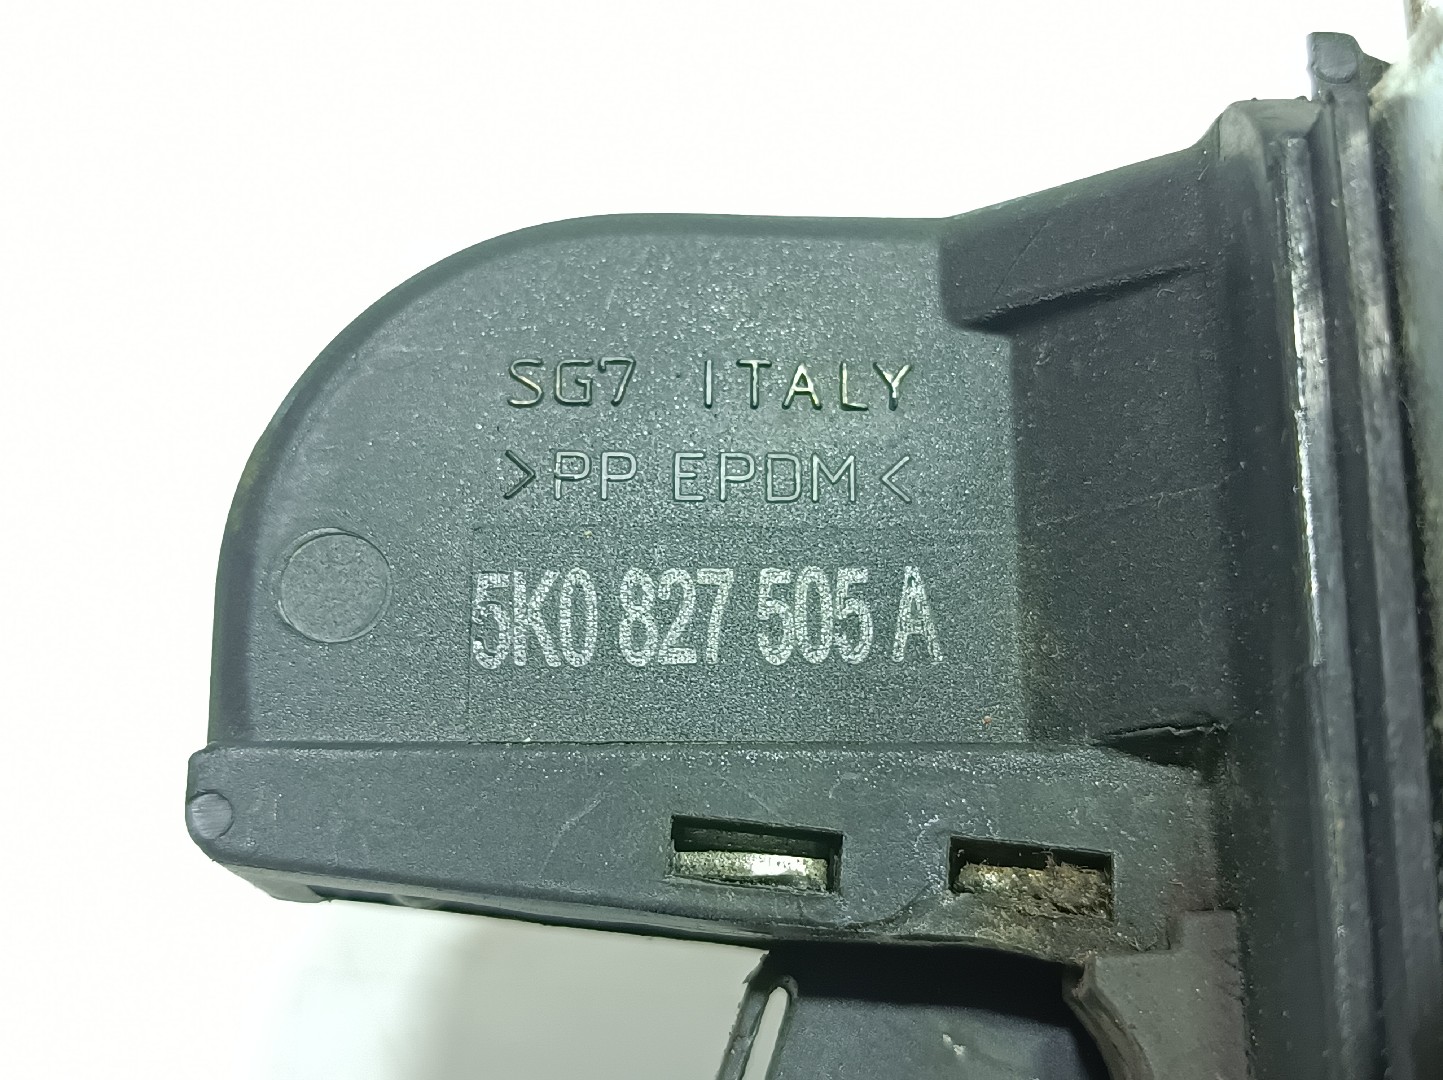 SG7 ITALY
>PP EPDM<
5K0 827 505 A